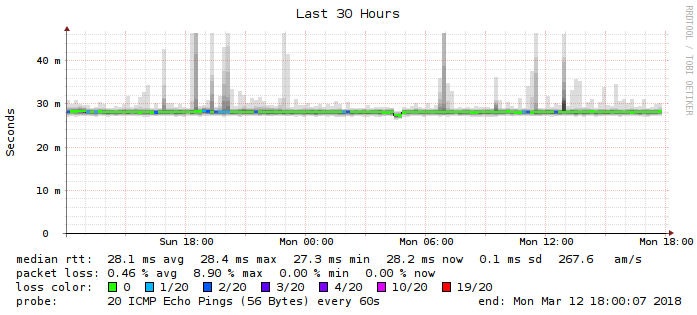 Last 30 Hours
RRDTOOL / TOBI OETIKER
Seconds
40 m
30 m
20 m
10 m
0
Sun 18:00 Mon 00:00 Mon 06:00 Mon 12:00 Mon 18:00
median rtt: 28.1 ms avg 28.4 ms max 27.3 ms min 28.2 ms now 0.1 ms sd 267.6 am/s
packet loss: 0.46 % avg 8.90 % max 0.00 % min 0.00 % now
loss color: 0 1/20 2/20 3/20 4/20 10/20 19/20
probe: 20 ICMP Echo Pings (56 Bytes) every 60s end: Mon Mar 12 18:00:07 2018